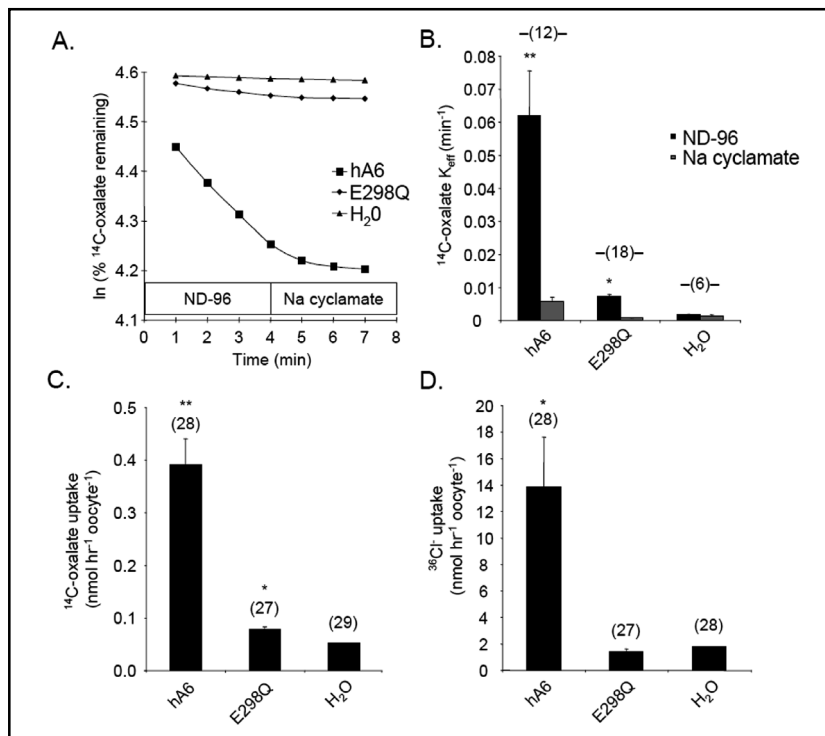 A.
ln (% ¹⁴C-oxalate remaining)
4.6
4.5
4.4
4.3
4.2
4.1
hA6
E298Q
H₂0
ND-96
Na cyclamate
0 1 2 3 4 5 6 7 8
Time (min)
B.
–(12)–
**
¹⁴C-oxalate Keff (min⁻¹)
0.08
0.07
0.06
0.05
0.04
0.03
0.02
0.01
0
ND-96
Na cyclamate
–(18)–
*
–(6)–
hA6
E298Q
H₂O
C.
¹⁴C-oxalate uptake
(nmol hr⁻¹ oocyte⁻¹)
0.5
0.4
0.3
0.2
0.1
0.0
**
(28)
*
(27)
(29)
hA6
E298Q
H₂O
D.
³⁶Cl⁻ uptake
(nmol hr⁻¹ oocyte⁻¹)
20
18
16
14
12
10
8
6
4
2
0
*
(28)
(27)
(28)
hA6
E298Q
H₂O